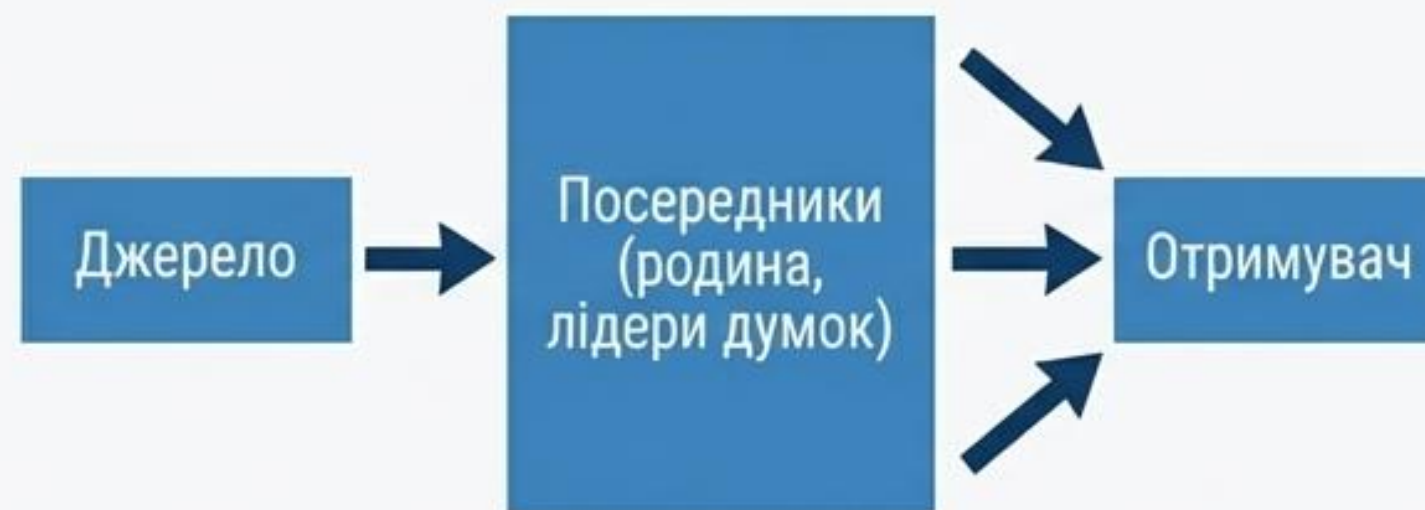 Джерело
Посередники
(родина,
лідери думок)
Отримувач